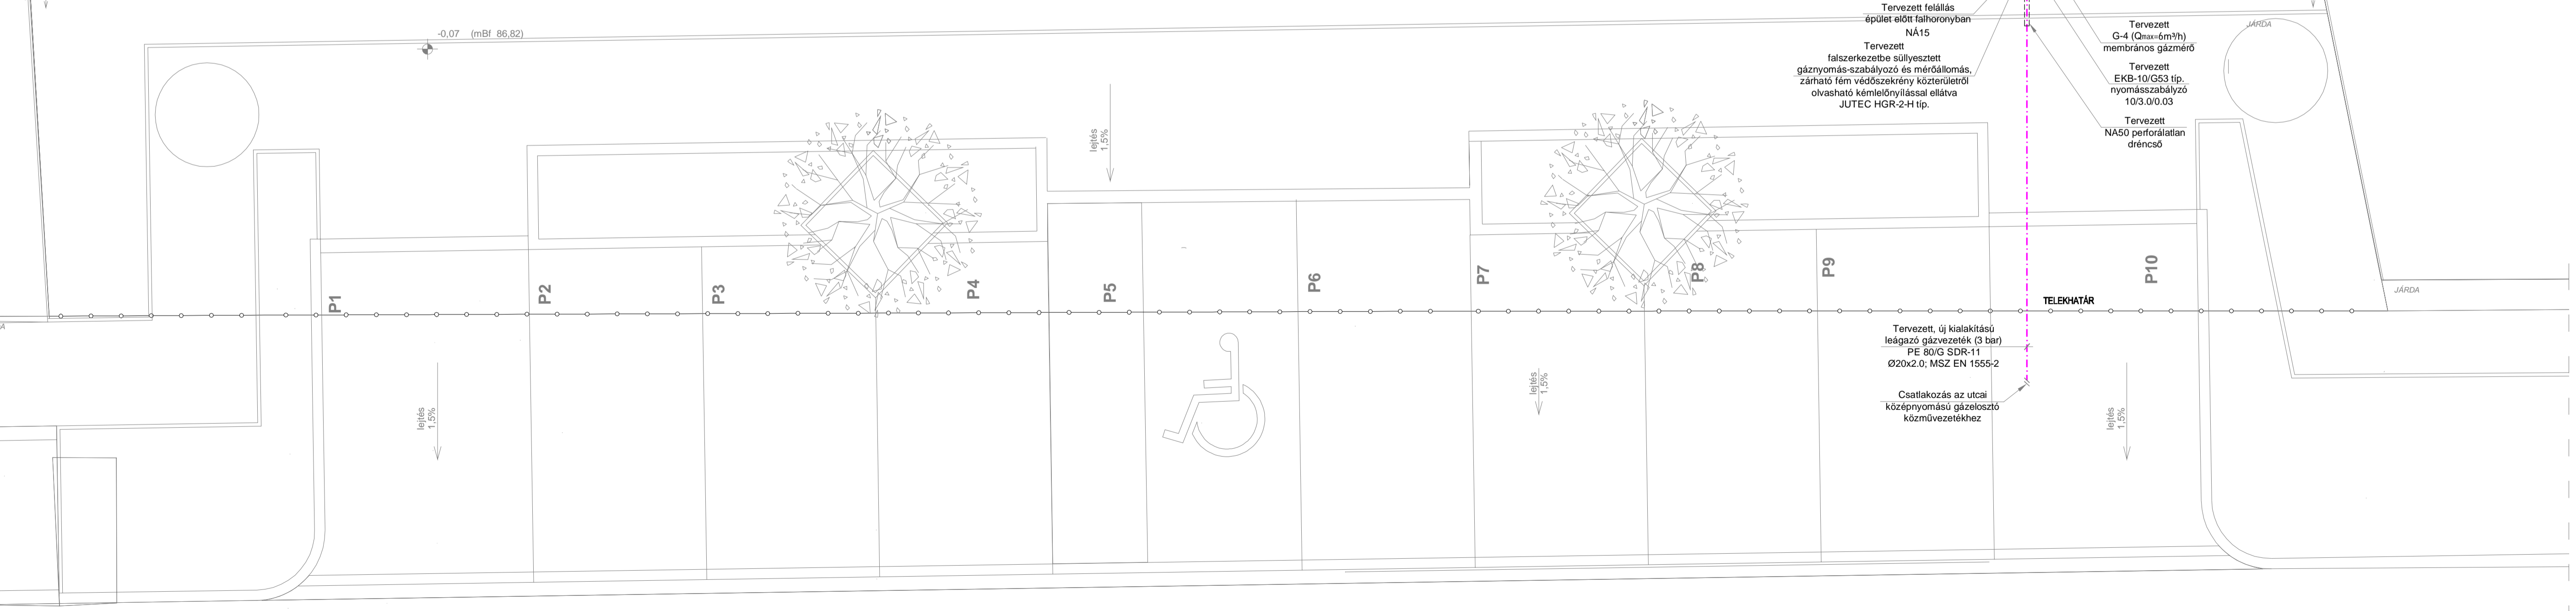 -0,07 (mBf 86,82)
Tervezett felállás
épület előtt falhoronyban
NÁ15
Tervezett
falszerkezetbe süllyesztett
gáznyomás-szabályozó és mérőállomás,
zárható fém védőszekrény közterületről
olvasható kémlelőnyílással ellátva
JUTEC HGR-2-H típ.
Tervezett
G-4 (Qmax=6m³/h)
membrános gázmérő
Tervezett
EKB-10/G53 típ.
nyomásszabályzó
10/3.0/0.03
Tervezett
NA50 perforálatlan
dréncső
JÁRDA
lejtés
1,5%
P1
P2
P3
P4
P5
P6
P7
P8
P9
P10
TELEKHATÁR
JÁRDA
A
Tervezett, új kialakítású
leágazó gázvezeték (3 bar)
PE 80/G SDR-11
Ø20x2.0; MSZ EN 1555-2
Csatlakozás az utcai
középnyomású gázelosztó
közművezetékhez
lejtés
1,5%
lejtés
1,5%
lejtés
1,5%